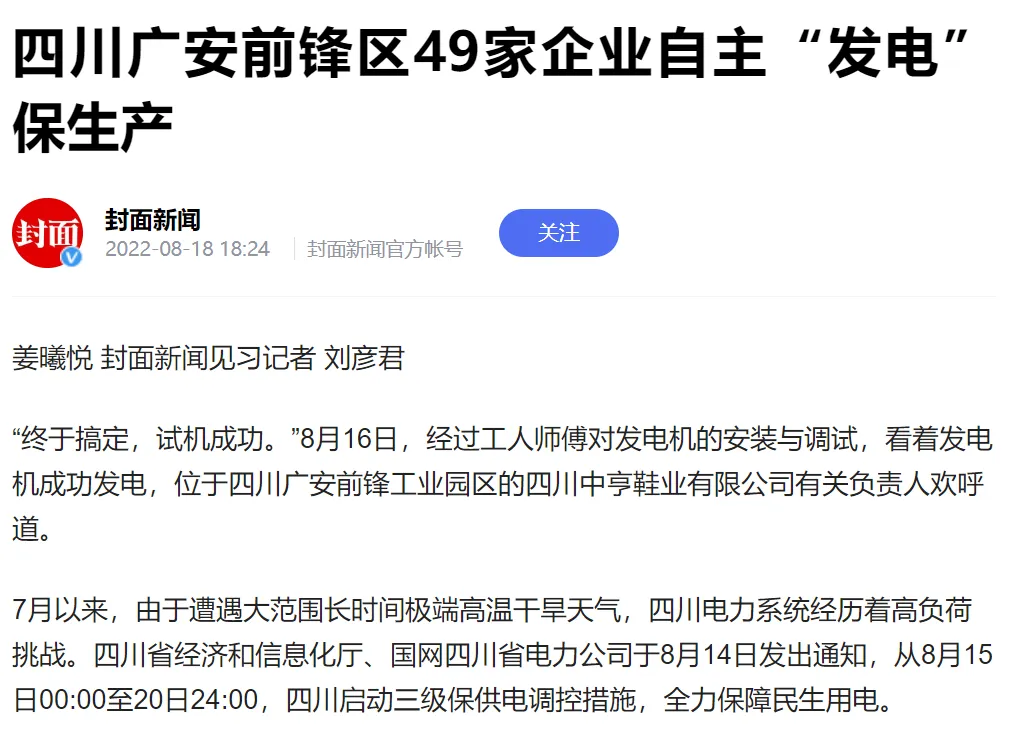 四川广安前锋区49家企业自主“发电”
保生产
封面
V
封面新闻
2022-08-18 18:24
封面新闻官方帐号
关注
姜曦悦 封面新闻见习记者 刘彦君
“终于搞定，试机成功。”8月16日，经过工人师傅对发电机的安装与调试，看着发电
机成功发电，位于四川广安前锋工业园区的四川中亨鞋业有限公司有关负责人欢呼
道。
7月以来，由于遭遇大范围长时间极端高温干旱天气，四川电力系统经历着高负荷
挑战。四川省经济和信息化厅、国网四川省电力公司于8月14日发出通知，从8月15
日00:00至20日24:00，四川启动三级保供电调控措施，全力保障民生用电。